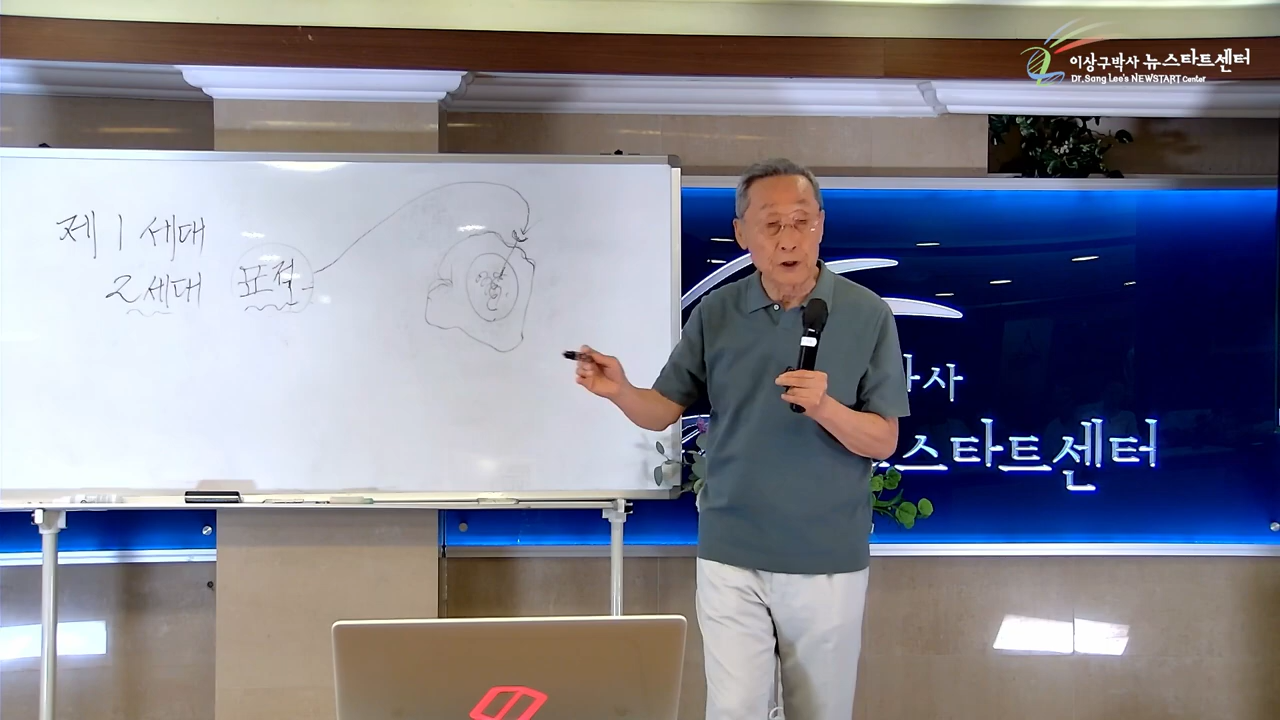 이상구박사 뉴스타트센터
Dr. Sang Lee's NEWSTART Center
제 1 세대
2세대 표적
사
스타트센터